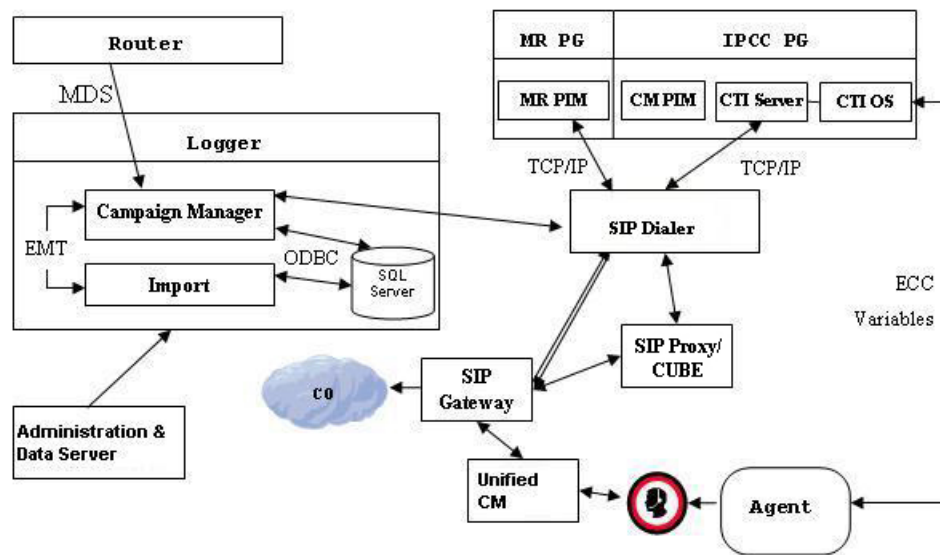 Router
MR PG
IPCC PG
MR PIM
CM PIM
CTI Server
CTI OS
MDS
Logger
TCP/IP
TCP/IP
Campaign Manager
SIP Dialer
EMT
ODBC
Import
SQL
Server
ECC
Variables
SIP Proxy/
CUBE
SIP
Gateway
CO
Administration &
Data Server
Unified
CM
Agent